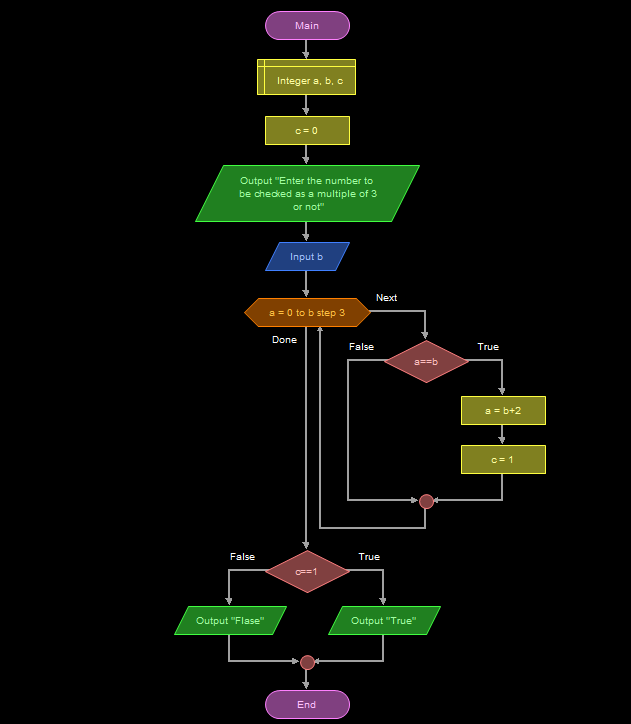 Main
Integer a, b, c
c = 0
Output "Enter the number to
be checked as a multiple of 3
or not"
Input b
a = 0 to b step 3
Next
Done
a==b
False
True
a = b+2
c = 1
c==1
False
True
Output "Flase"
Output "True"
End